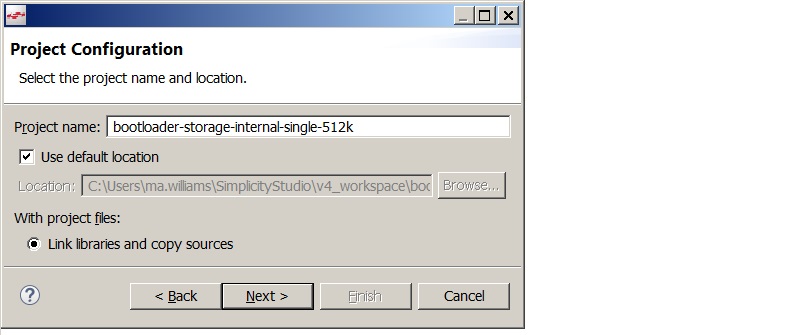 Project Configuration
Select the project name and location.
Project name: bootloader-storage-internal-single-512k
Use default location
Location: C:\Users\ma.williams\SimplicityStudio\v4_workspace\boo Browse...
With project files:
Link libraries and copy sources
? < Back Next > Finish Cancel